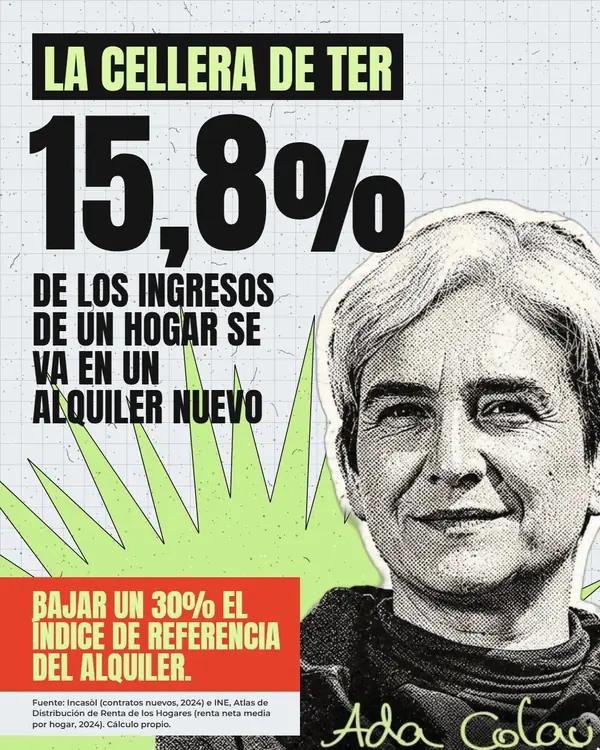 LA CELLERA DE TER
15,8%
DE LOS INGRESOS
DE UN HOGAR SE
VA EN UN
ALQUILER NUEVO
BAJAR UN 30% EL
ÍNDICE DE REFERENCIA
DEL ALQUILER.
Fuente: Incasòl (contratos nuevos, 2024) e INE, Atlas de
Distribución de Renta de los Hogares (renta neta media
por hogar, 2024). Cálculo propio.
Ada Colau